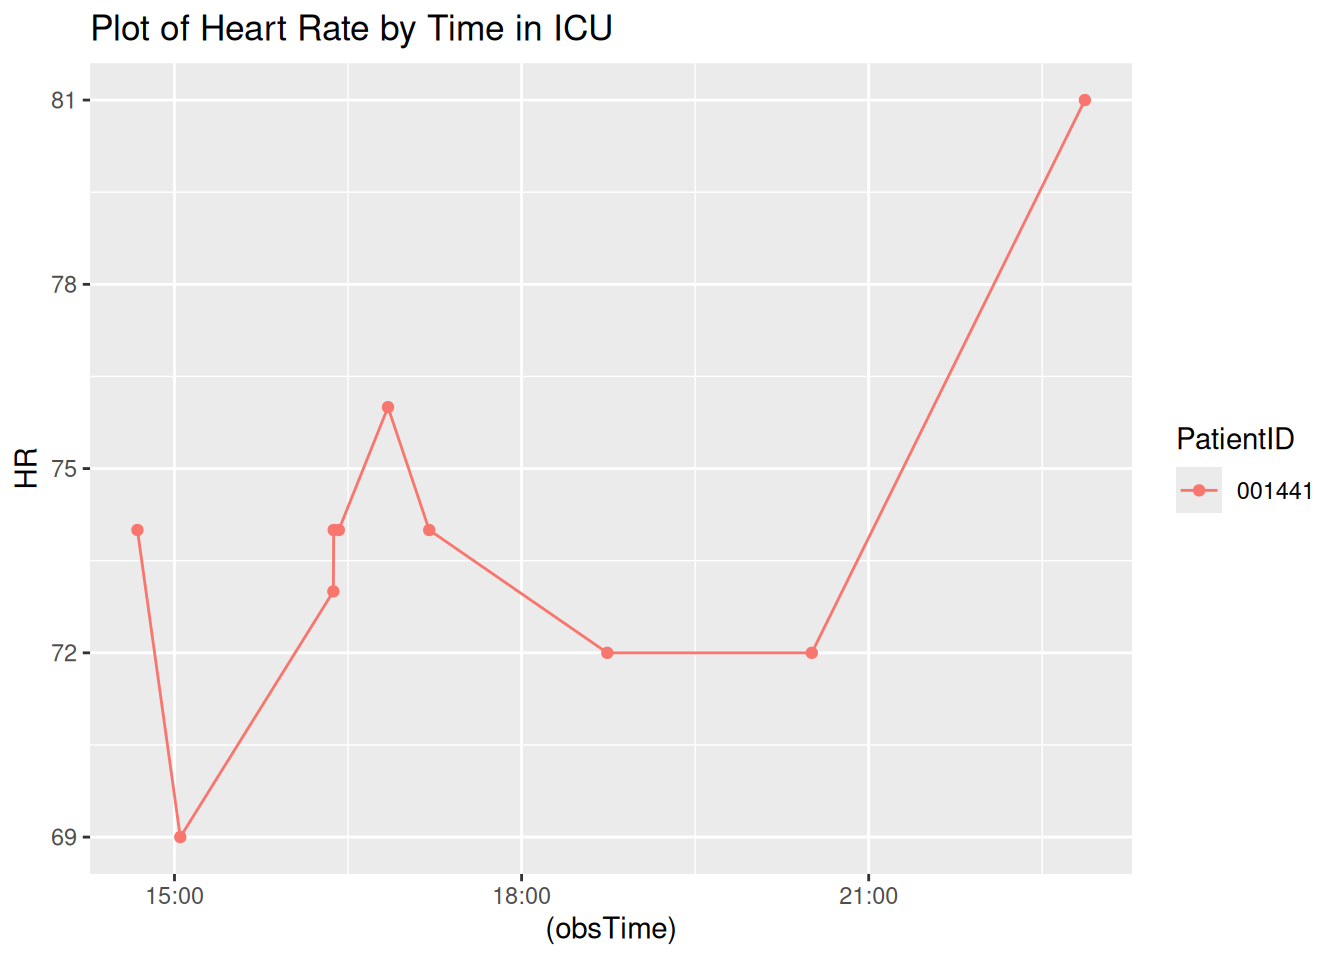 Plot of Heart Rate by Time in ICU
81
78
75
72
69
HR
15:00
18:00
21:00
(obsTime)
PatientID
001441